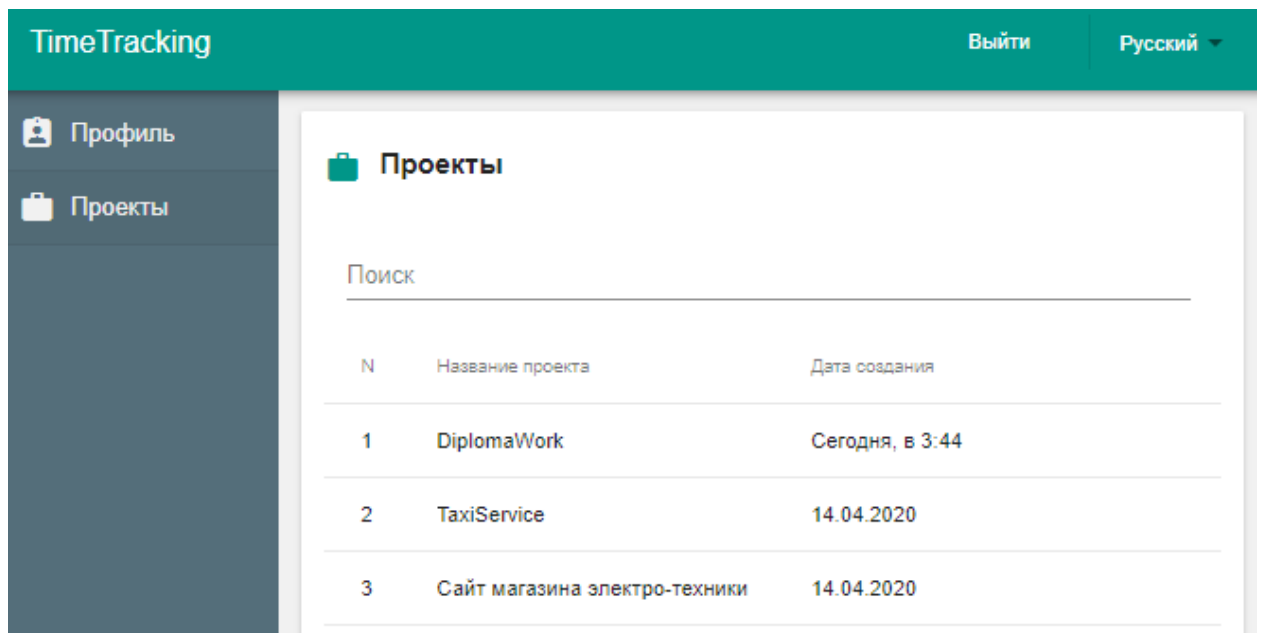 TimeTracking Выйти Русский
Профиль
Проекты
Проекты
Поиск
N Название проекта Дата создания
1 DiplomaWork Сегодня, в 3:44
2 TaxiService 14.04.2020
3 Сайт магазина электро-техники 14.04.2020